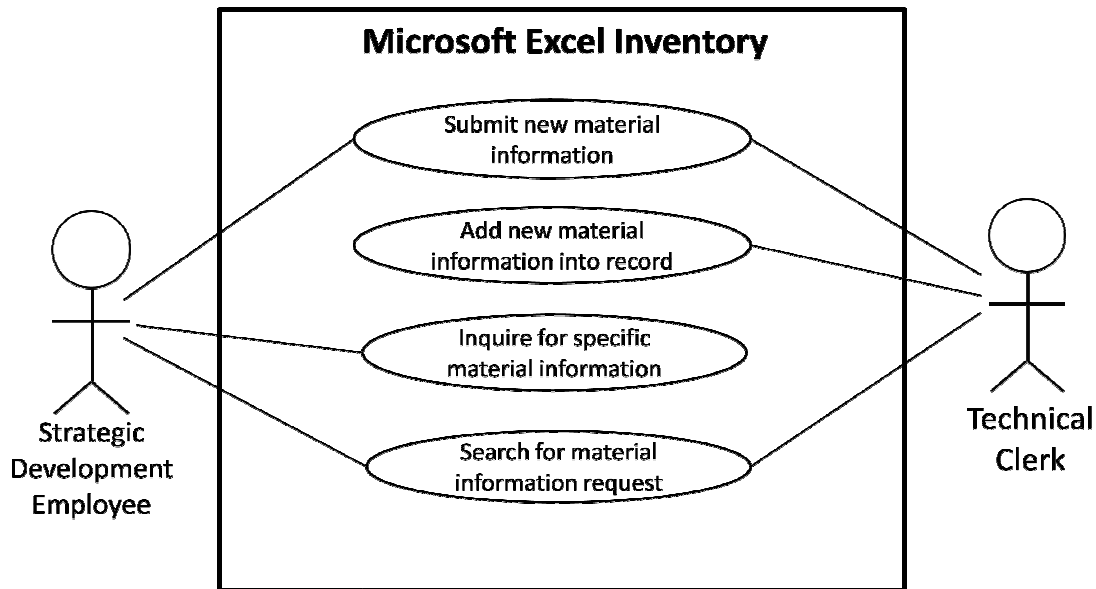 Microsoft Excel Inventory
Submit new material
information
Add new material
information into record
Inquire for specific
material information
Search for material
information request
Strategic
Development
Employee
Technical
Clerk